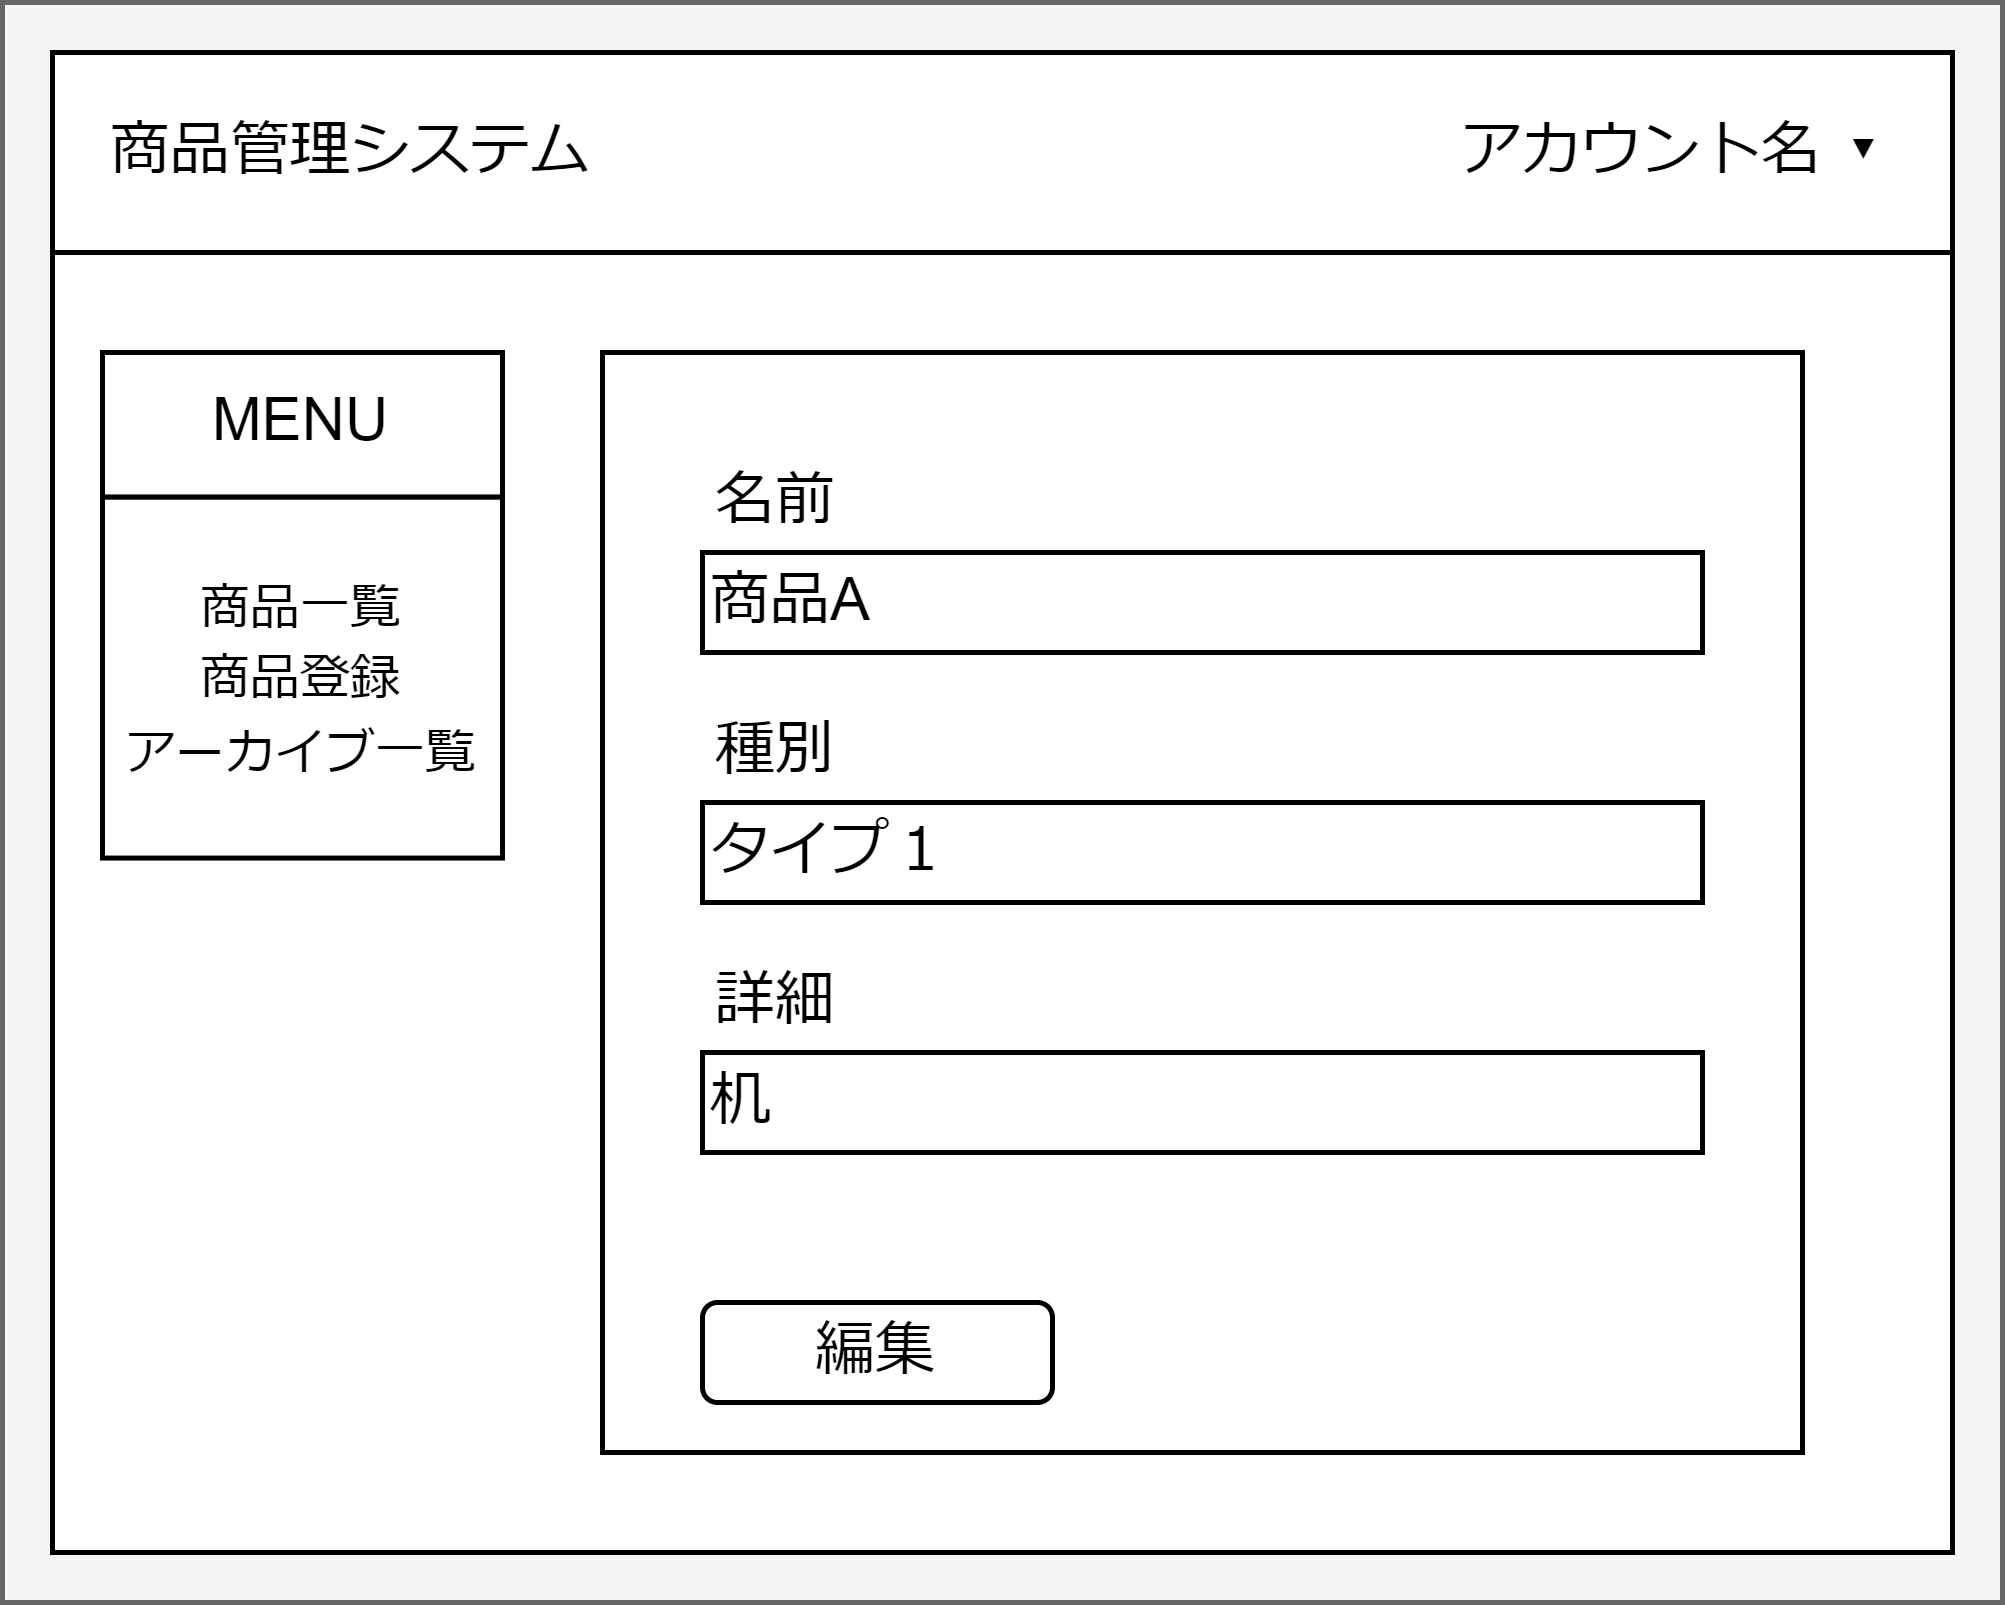 商品管理システム
アカウント名 ▼
MENU
商品一覧
商品登録
アーカイブ一覧
名前
商品A
種別
タイプ1
詳細
机
編集